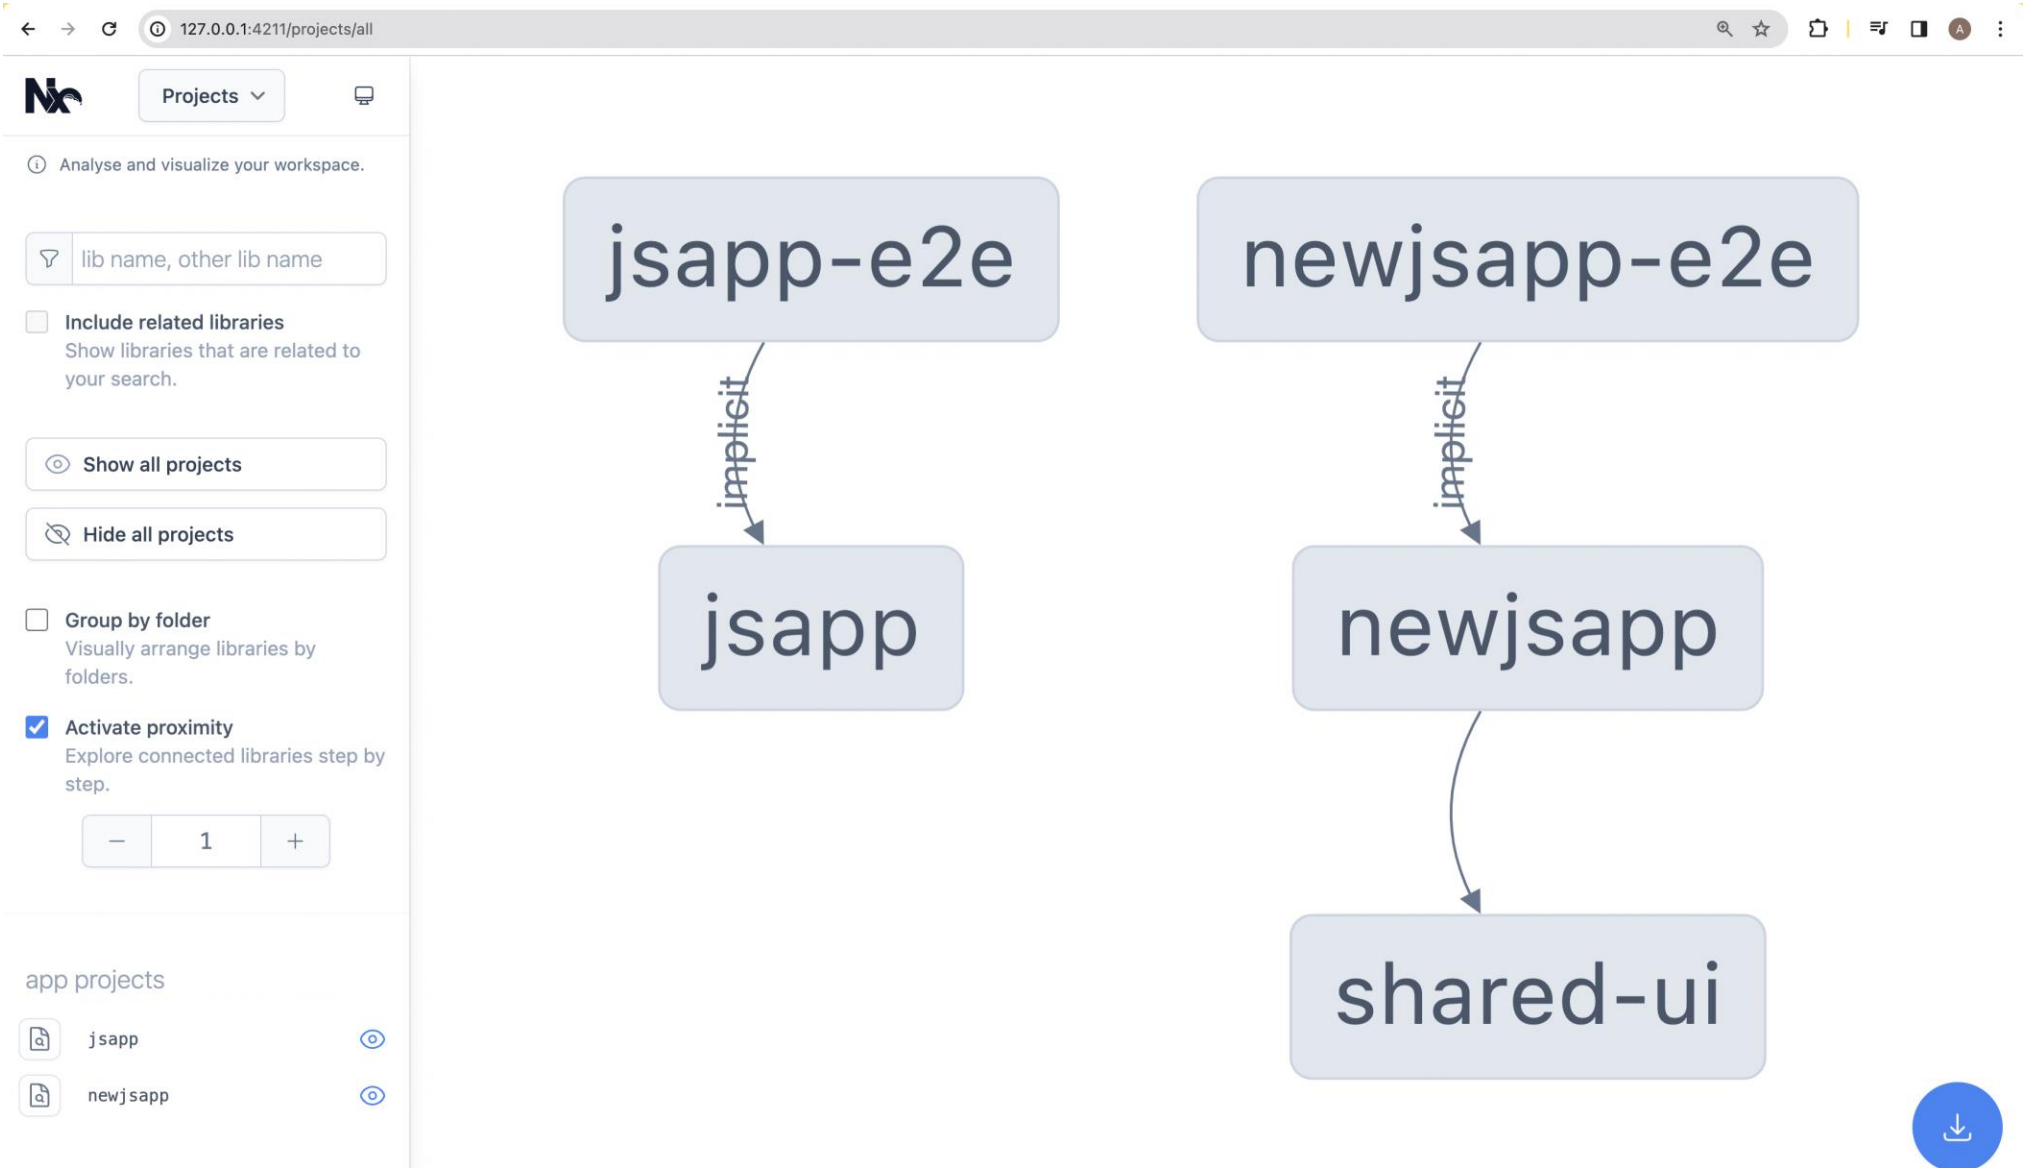 127.0.0.1:4211/projects/all
A
Nx
Projects
Analyse and visualize your workspace.
lib name, other lib name
Include related libraries
Show libraries that are related to
your search.
Show all projects
Hide all projects
Group by folder
Visually arrange libraries by
folders.
Activate proximity
Explore connected libraries step by
step.
1
app projects
jsapp
newjsapp
jsapp-e2e
newjsapp-e2e
implicit
implicit
jsapp
newjsapp
shared-ui